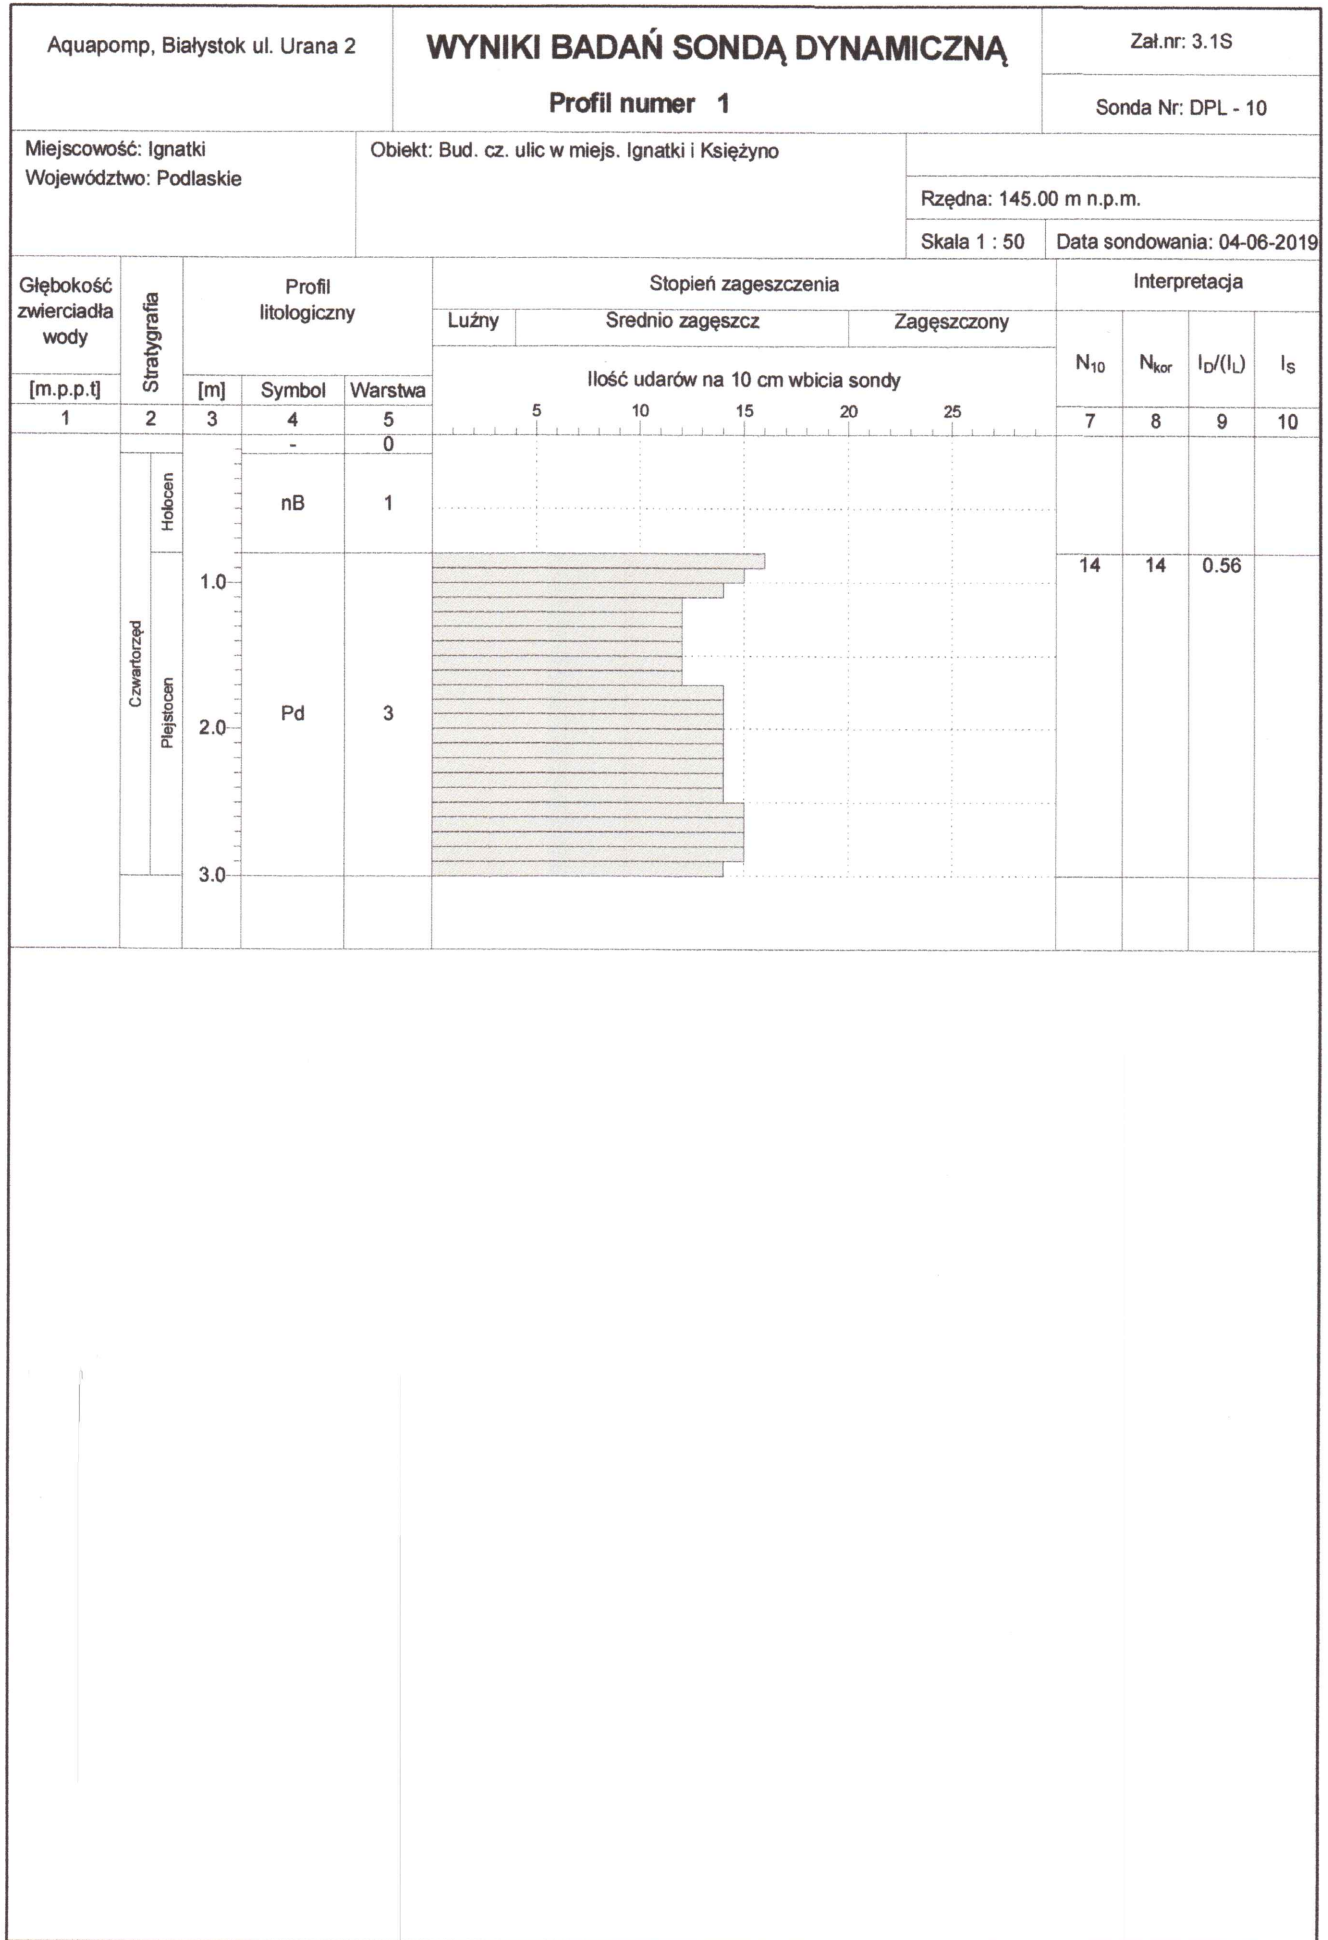 Aquapomp, Białystok ul. Urana 2
WYNIKI BADAŃ SONDĄ DYNAMICZNĄ
Profil numer 1
Zał.nr: 3.1S
Sonda Nr: DPL - 10
Miejscowość: Ignatki
Województwo: Podlaskie
Obiekt: Bud. cz. ulic w miejs. Ignatki i Księżyno
Rzędna: 145.00 m n.p.m.
Skala 1 : 50
Data sondowania: 04-06-2019
Głębokość
zwierciadła
wody
[m.p.p.t]
Stratygrafia
Profil
litologiczny
[m]
Symbol
Warstwa
Stopień zageszczenia
Luźny
Srednio zagęszcz
Zagęszczony
Ilość udarów na 10 cm wbicia sondy
5 10 15 20 25
Interpretacja
N10
Nkor
ID/(IL)
IS
1 2 3 4 5 7 8 9 10
- 0
Holocen
nB 1
1.0
14 14 0.56
Czwartorzęd
Plejstocen
Pd 3
2.0
3.0